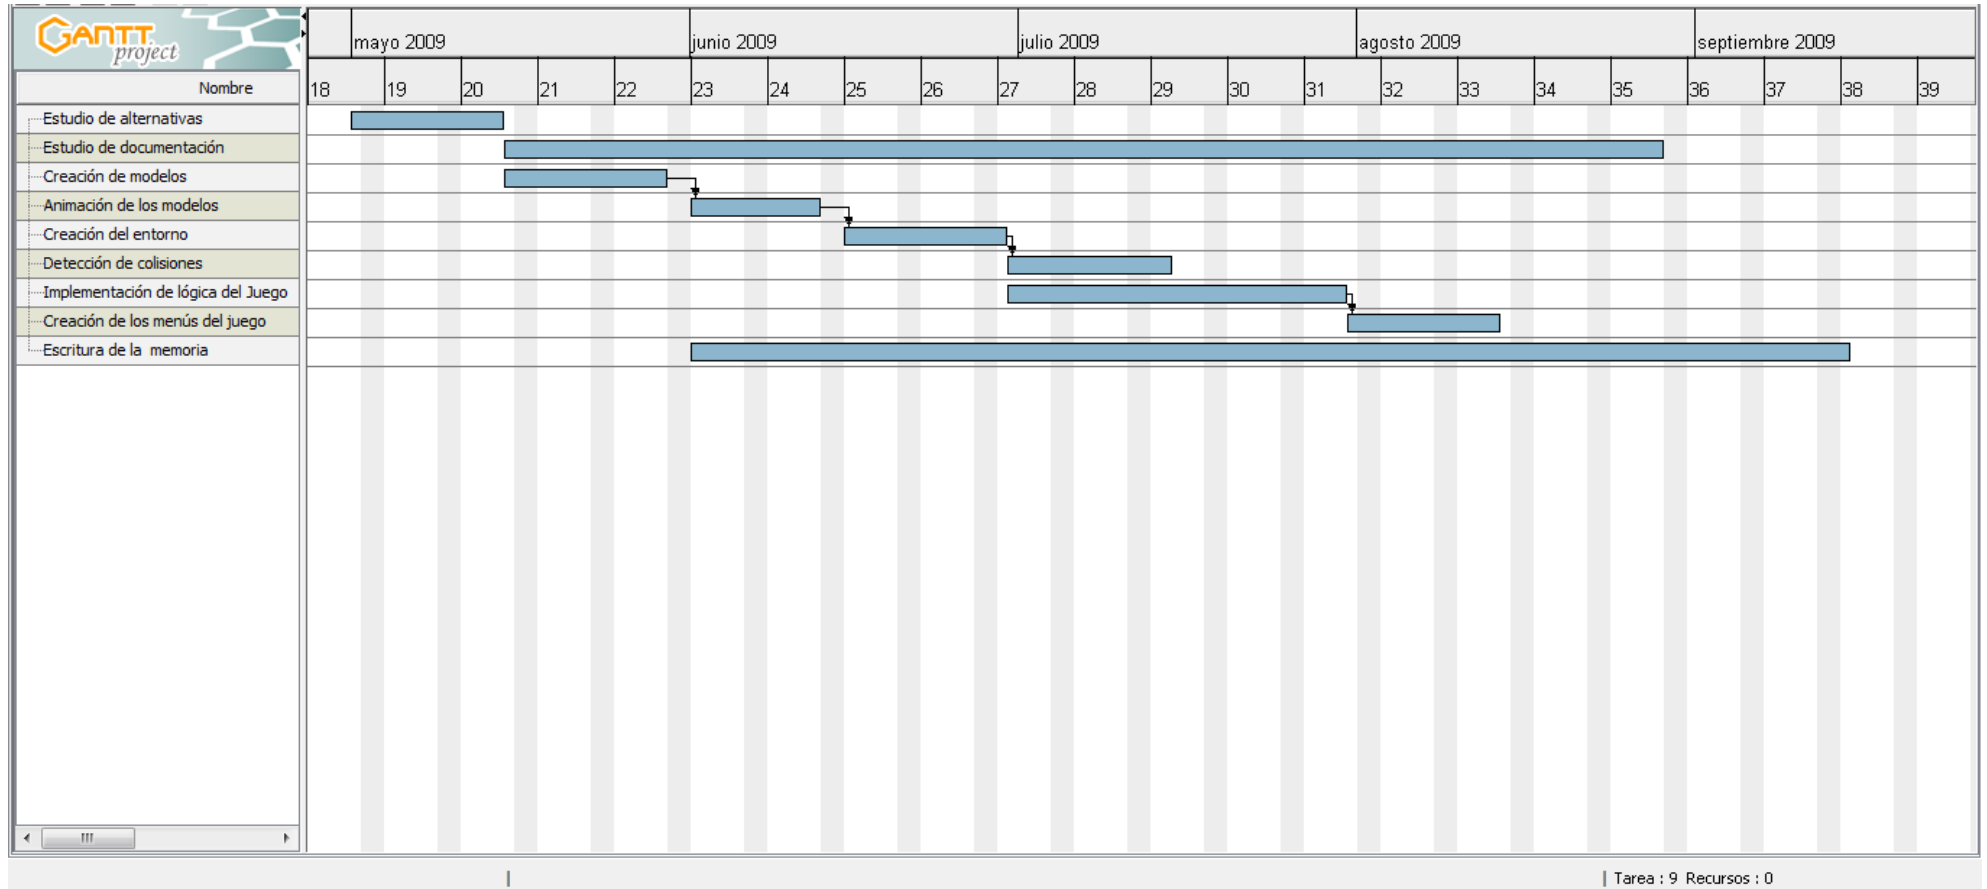 GANTT
project
mayo 2009 junio 2009 julio 2009 agosto 2009 septiembre 2009
Nombre
18 19 20 21 22 23 24 25 26 27 28 29 30 31 32 33 34 35 36 37 38 39
Estudio de alternativas
Estudio de documentación
Creación de modelos
Animación de los modelos
Creación del entorno
Detección de colisiones
Implementación de lógica del Juego
Creación de los menús del juego
Escritura de la memoria
Tarea : 9 Recursos : 0